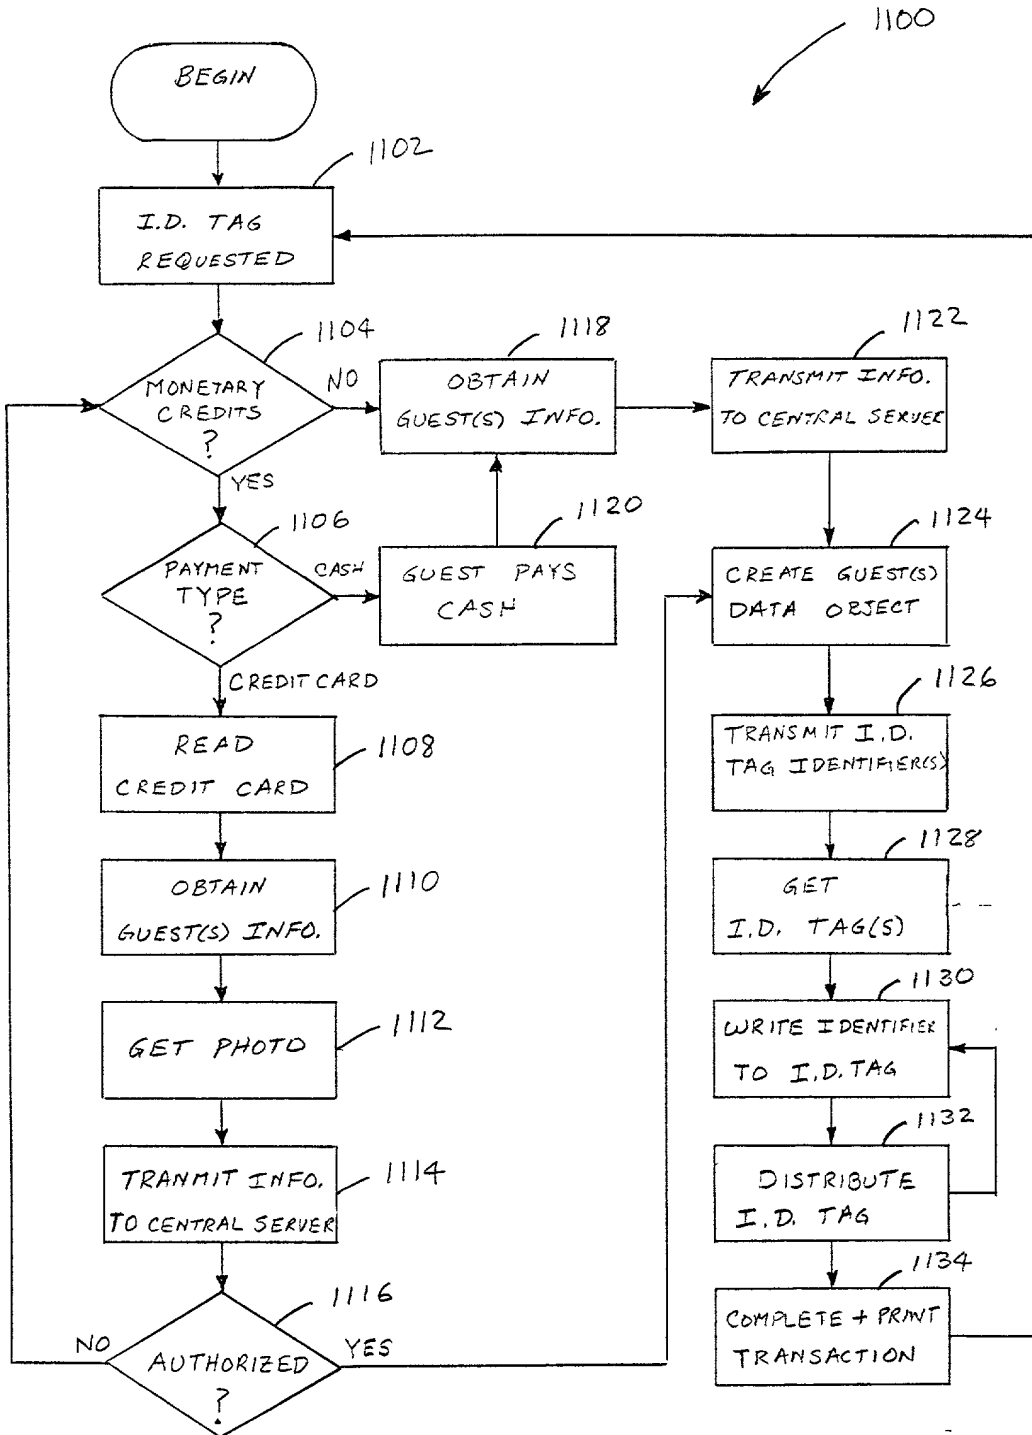 1100
BEGIN
1102
I.D. TAG
REQUESTED
1104
MONETARY
CREDITS
?
NO
YES
1118
OBTAIN
GUEST(S) INFO.
1122
TRANSMIT INFO.
TO CENTRAL SERVER
1106
PAYMENT
TYPE
?
CASH
CREDIT CARD
1120
GUEST PAYS
CASH
1124
CREATE GUEST(S)
DATA OBJECT
1108
READ
CREDIT CARD
1126
TRANSMIT I.D.
TAG IDENTIFIER(S)
1110
OBTAIN
GUEST(S) INFO.
1128
GET
I.D. TAG(S)
1112
GET PHOTO
1130
WRITE IDENTIFIER
TO I.D. TAG
1114
TRANMIT INFO.
TO CENTRAL SERVER
1132
DISTRIBUTE
I.D. TAG
1116
AUTHORIZED
?
NO
YES
1134
COMPLETE + PRINT
TRANSACTION